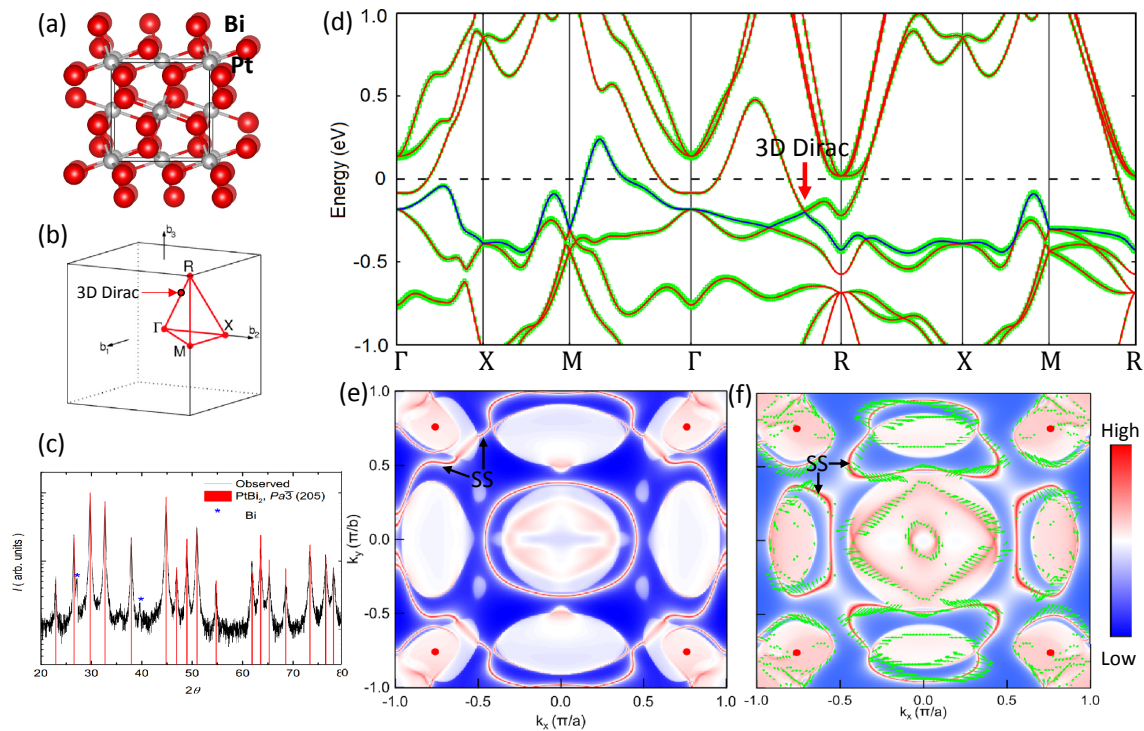 (a)
Bi
Pt
(b)
b3
R
3D Dirac
Γ
X
b2
b1
M
(c)
I ( arb. units)
Observed
PtBi2, Pa3̅ (205)
* Bi
*
*
20 30 40 50 60 70 80
2θ
(d)
Energy (eV)
1.0
0.5
0
-0.5
-1.0
3D Dirac
Γ X M Γ R X M R
(e)
ky (π/b)
1.0
0.5
0.0
-0.5
-1.0
SS
-1.0 -0.5 0.0 0.5 1.0
kx (π/a)
(f)
SS
-1.0 -0.5 0.0 0.5 1.0
kx (π/a)
High
Low